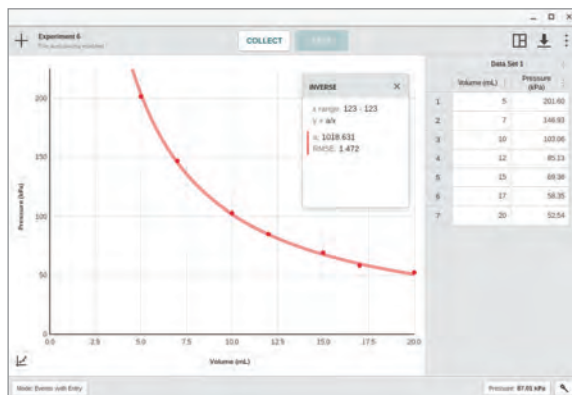 Experiment 6
COLLECT
Data Set 1
Volume (mL)
Pressure (kPa)
1 5 201.60
2 7 146.93
3 10 103.06
4 12 85.13
5 15 69.36
6 17 58.35
7 20 52.54
INVERSE
x range: 123 - 123
y = a/x
a: 1018.631
RMSE: 1.472
Pressure (kPa)
200
150
100
50
0
0.0 2.5 5.0 7.5 10.0 12.5 15.0 17.5 20.0
Volume (mL)
Mode: Events with Entry
Pressure: 87.01 kPa